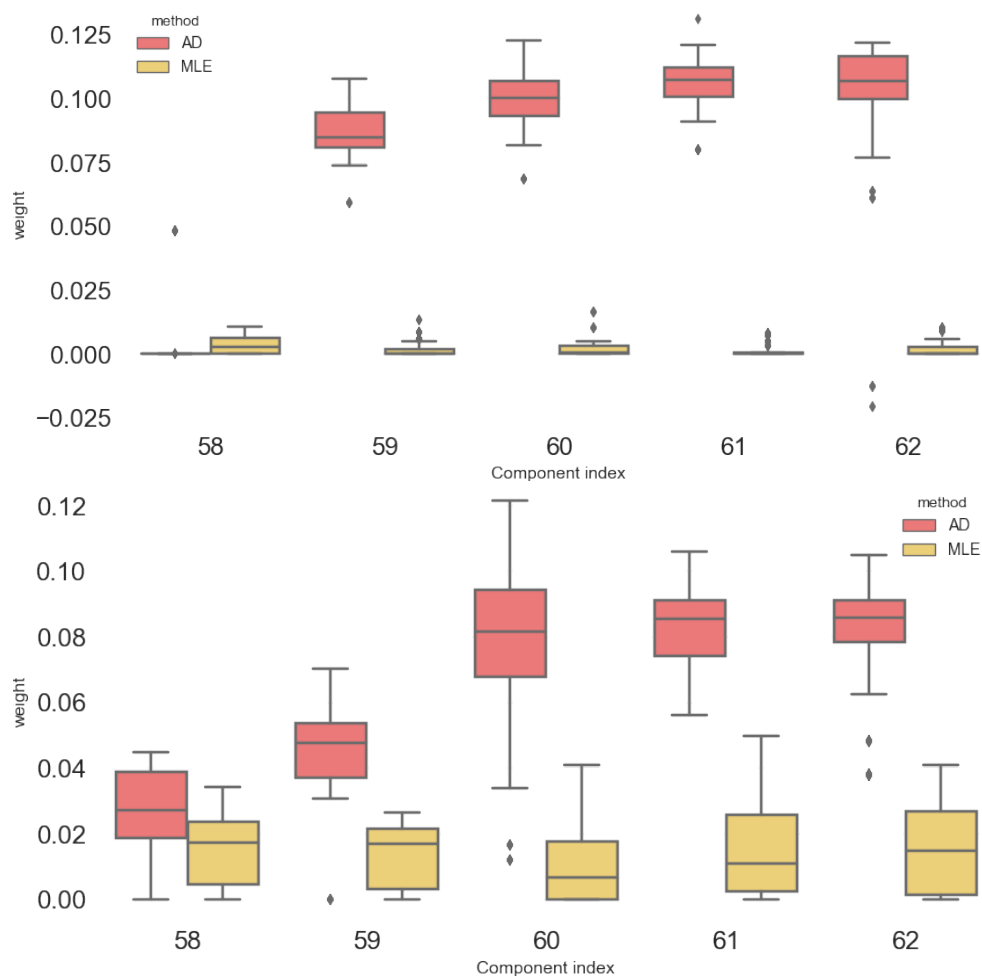 0.125
method
AD
MLE
0.100
0.075
weight
0.050
0.025
0.000
−0.025
58 59 60 61 62
Component index
0.12
method
AD
MLE
0.10
0.08
weight
0.06
0.04
0.02
0.00
58 59 60 61 62
Component index